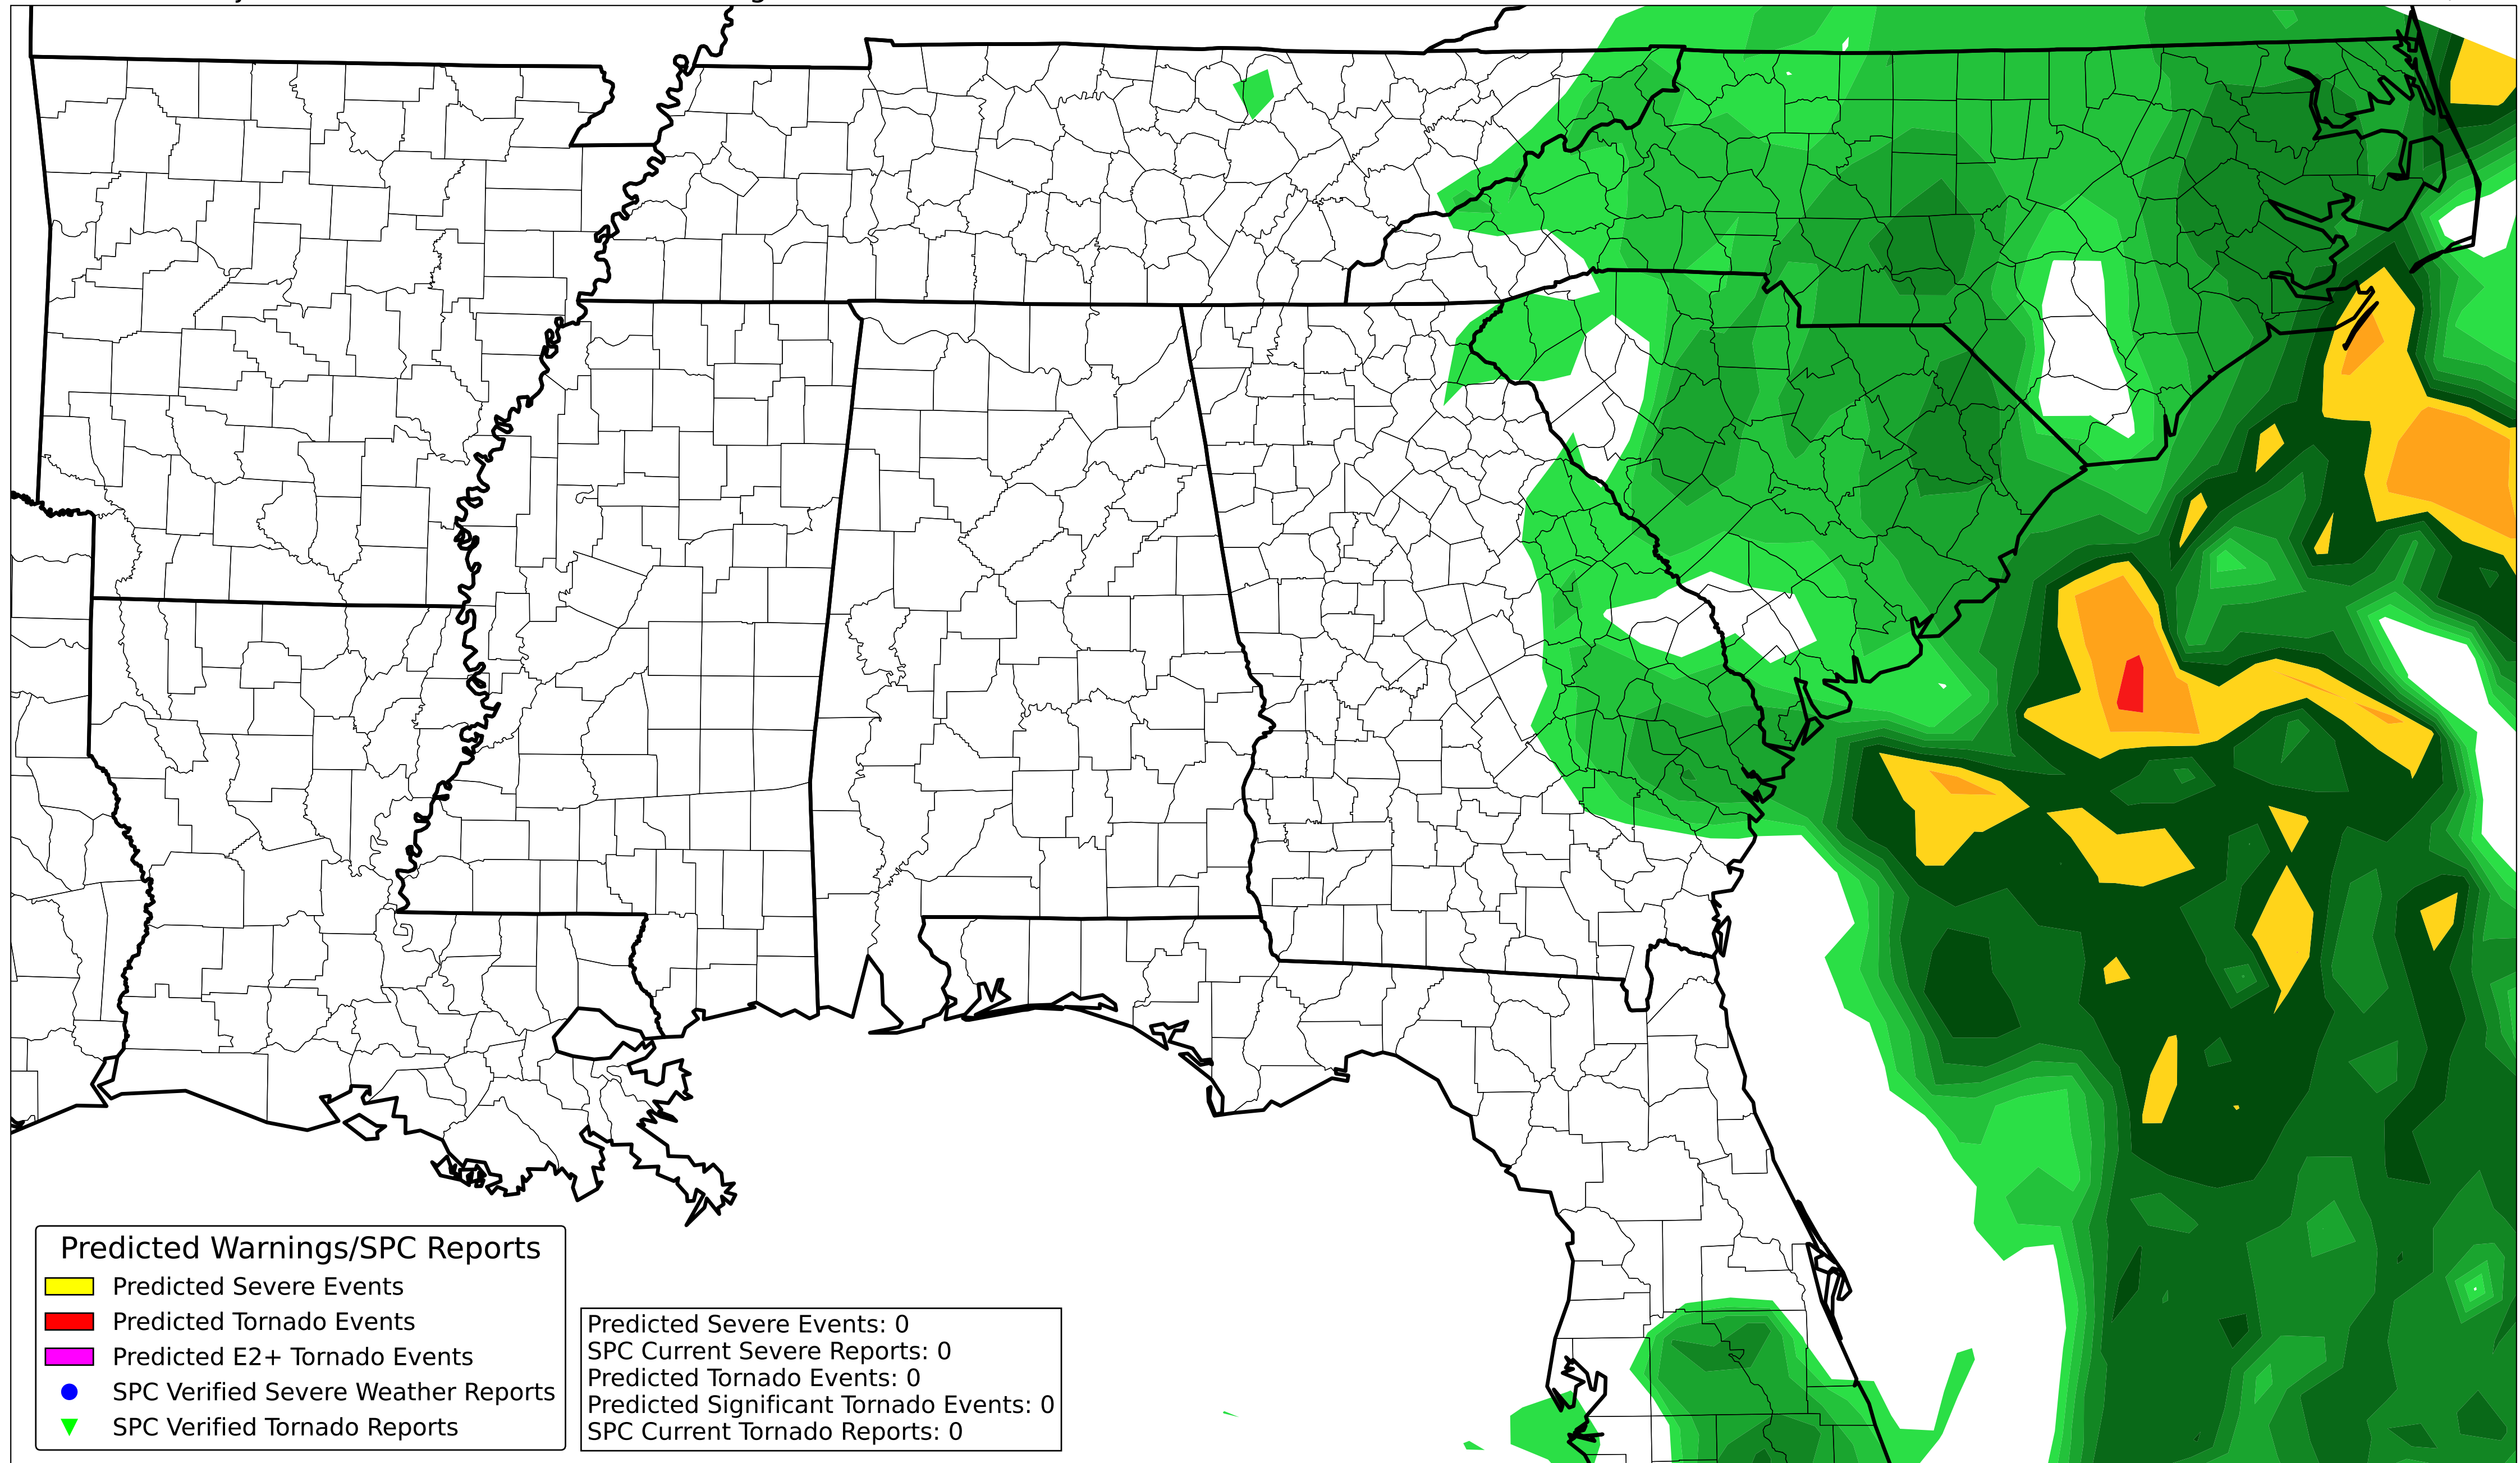 Predicted Warnings/SPC Reports
Predicted Severe Events
Predicted Tornado Events
Predicted E2+ Tornado Events
SPC Verified Severe Weather Reports
SPC Verified Tornado Reports
Predicted Severe Events: 0
SPC Current Severe Reports: 0
Predicted Tornado Events: 0
Predicted Significant Tornado Events: 0
SPC Current Tornado Reports: 0